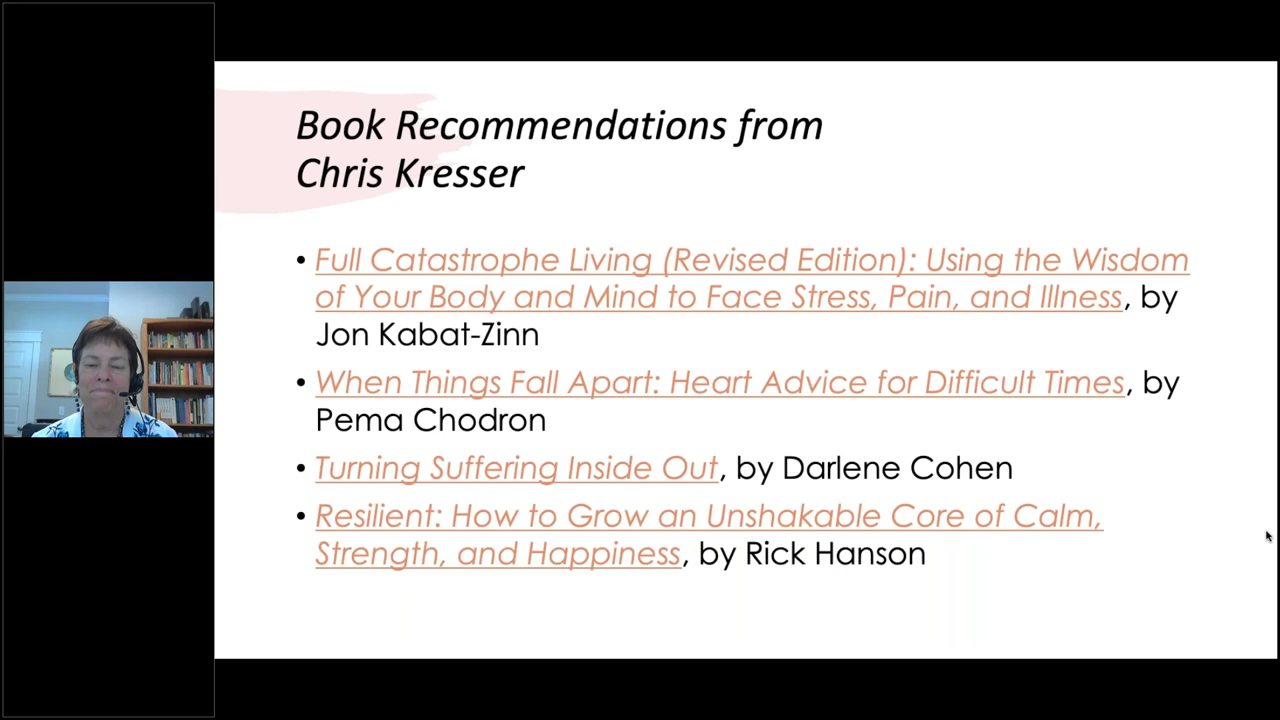 Book Recommendations from
Chris Kresser
• Full Catastrophe Living (Revised Edition): Using the Wisdom
of Your Body and Mind to Face Stress, Pain, and Illness, by
Jon Kabat-Zinn
• When Things Fall Apart: Heart Advice for Difficult Times, by
Pema Chodron
• Turning Suffering Inside Out, by Darlene Cohen
• Resilient: How to Grow an Unshakable Core of Calm,
Strength, and Happiness, by Rick Hanson